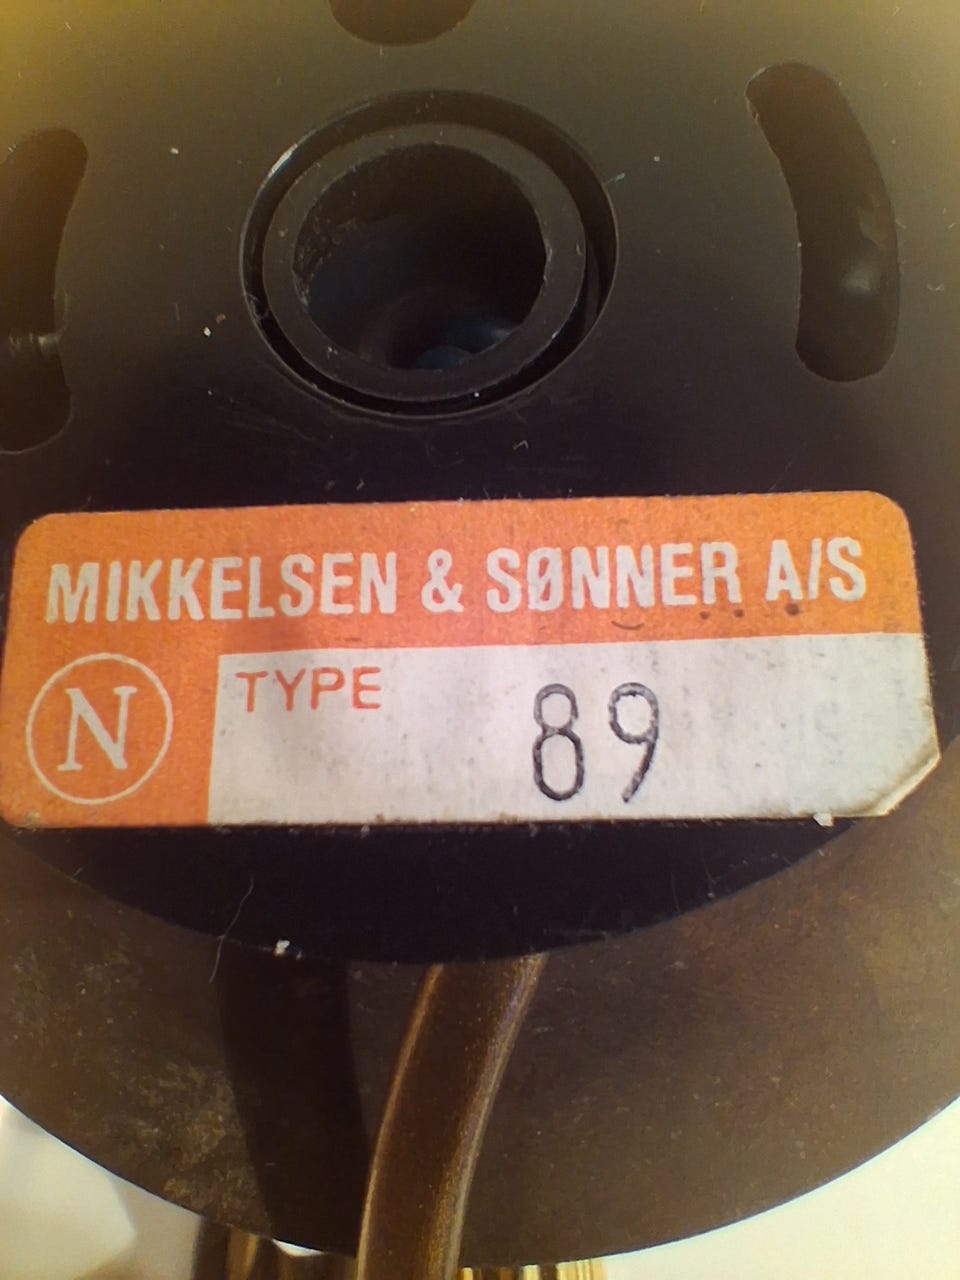 MIKKELSEN & SØNNER A/S
N TYPE 89